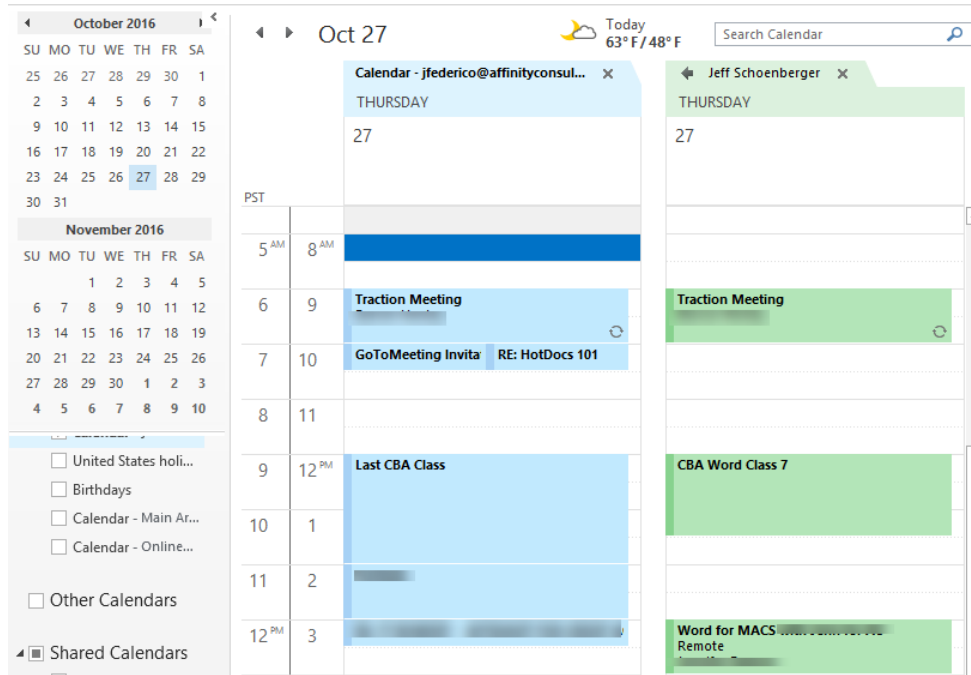 October 2016
SU MO TU WE TH FR SA
25 26 27 28 29 30 1
2 3 4 5 6 7 8
9 10 11 12 13 14 15
16 17 18 19 20 21 22
23 24 25 26 27 28 29
30 31
November 2016
SU MO TU WE TH FR SA
1 2 3 4 5
6 7 8 9 10 11 12
13 14 15 16 17 18 19
20 21 22 23 24 25 26
27 28 29 30 1 2 3
4 5 6 7 8 9 10
United States holi...
Birthdays
Calendar - Main Ar...
Calendar - Online...
Other Calendars
Shared Calendars
Oct 27
Today
63° F / 48° F
Search Calendar
Calendar - jfederico@affinityconsul...
Jeff Schoenberger
THURSDAY
THURSDAY
27
27
PST
5 AM 8 AM
6 9
Traction Meeting
Traction Meeting
7 10
GoToMeeting Invita
RE: HotDocs 101
8 11
9 12 PM
Last CBA Class
CBA Word Class 7
10 1
11 2
12 PM 3
Word for MACS
Remote